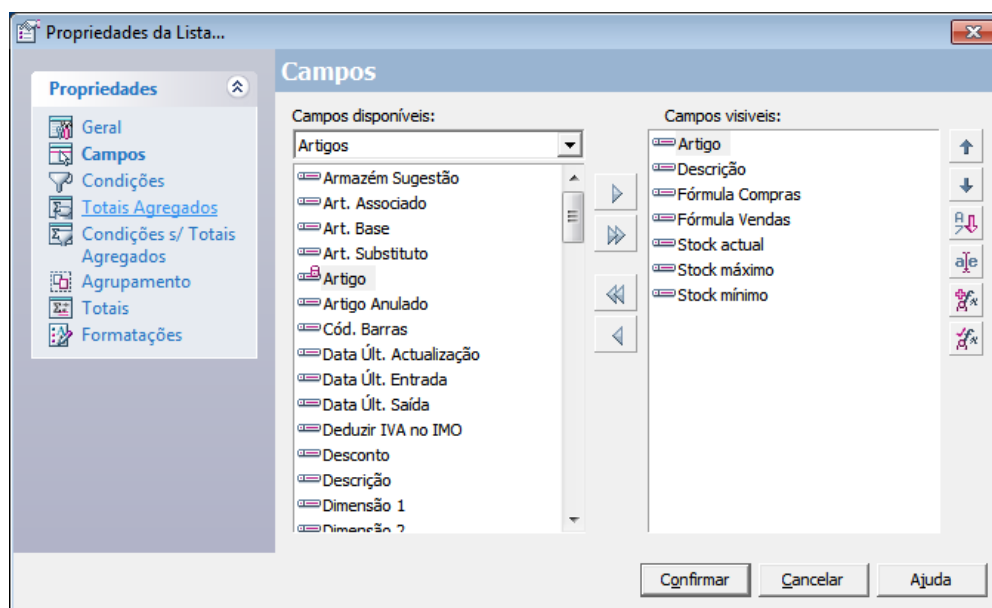 Propriedades da Lista...
Propriedades
Geral
Campos
Condições
Totais Agregados
Condições s/ Totais
Agregados
Agrupamento
Totais
Formatações
Campos
Campos disponíveis:
Artigos
Armazém Sugestão
Art. Associado
Art. Base
Art. Substituto
Artigo
Artigo Anulado
Cód. Barras
Data Últ. Actualização
Data Últ. Entrada
Data Últ. Saída
Deduzir IVA no IMO
Desconto
Descrição
Dimensão 1
Dimensão 2
Campos visiveis:
Artigo
Descrição
Fórmula Compras
Fórmula Vendas
Stock actual
Stock máximo
Stock mínimo
Confirmar
Cancelar
Ajuda